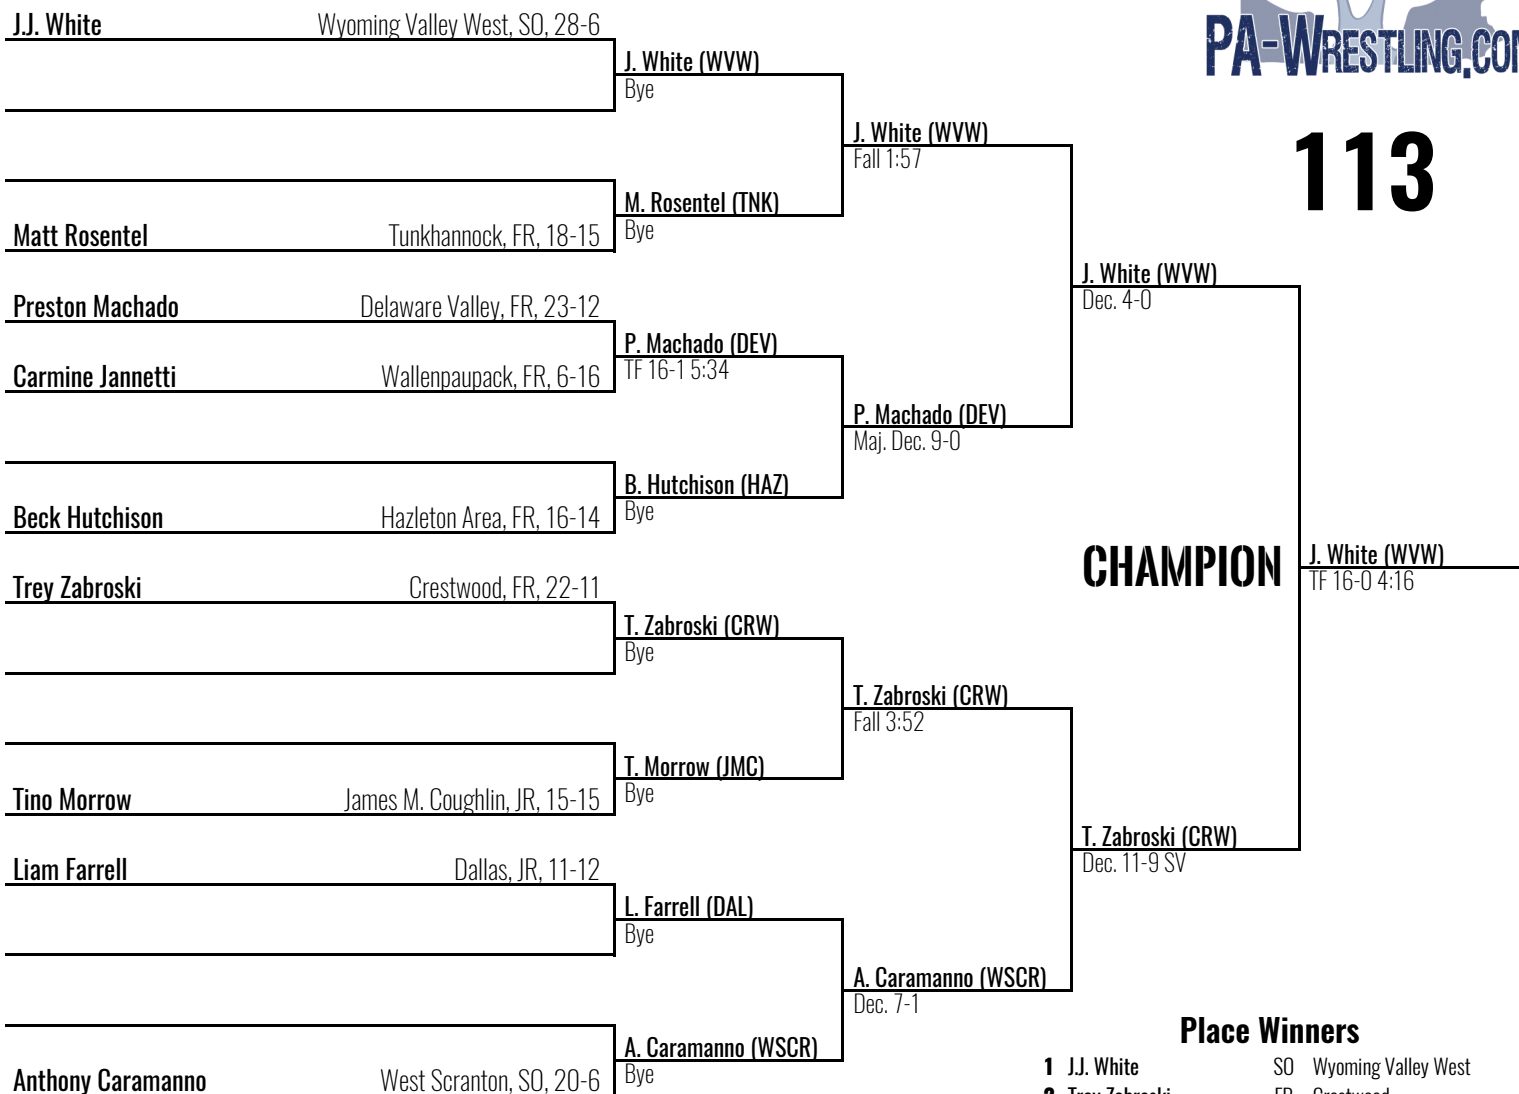 J.J. White Wyoming Valley West, SO, 28-6
PA-WRESTLING.CO
J. White (WVW)
Bye
J. White (WVW)
Fall 1:57
113
M. Rosentel (TNK)
Bye
Matt Rosentel Tunkhannock, FR, 18-15
J. White (WVW)
Dec. 4-0
Preston Machado Delaware Valley, FR, 23-12
P. Machado (DEV)
TF 16-1 5:34
Carmine Jannetti Wallenpaupack, FR, 6-16
P. Machado (DEV)
Maj. Dec. 9-0
B. Hutchison (HAZ)
Bye
Beck Hutchison Hazleton Area, FR, 16-14
CHAMPION
J. White (WVW)
TF 16-0 4:16
Trey Zabroski Crestwood, FR, 22-11
T. Zabroski (CRW)
Bye
T. Zabroski (CRW)
Fall 3:52
T. Morrow (JMC)
Bye
Tino Morrow James M. Coughlin, JR, 15-15
T. Zabroski (CRW)
Dec. 11-9 SV
Liam Farrell Dallas, JR, 11-12
L. Farrell (DAL)
Bye
A. Caramanno (WSCR)
Dec. 7-1
Place Winners
A. Caramanno (WSCR)
Bye
1 J.J. White SO Wyoming Valley West
Anthony Caramanno West Scranton, SO, 20-6
2 Trey Zabroski FR Crestwood